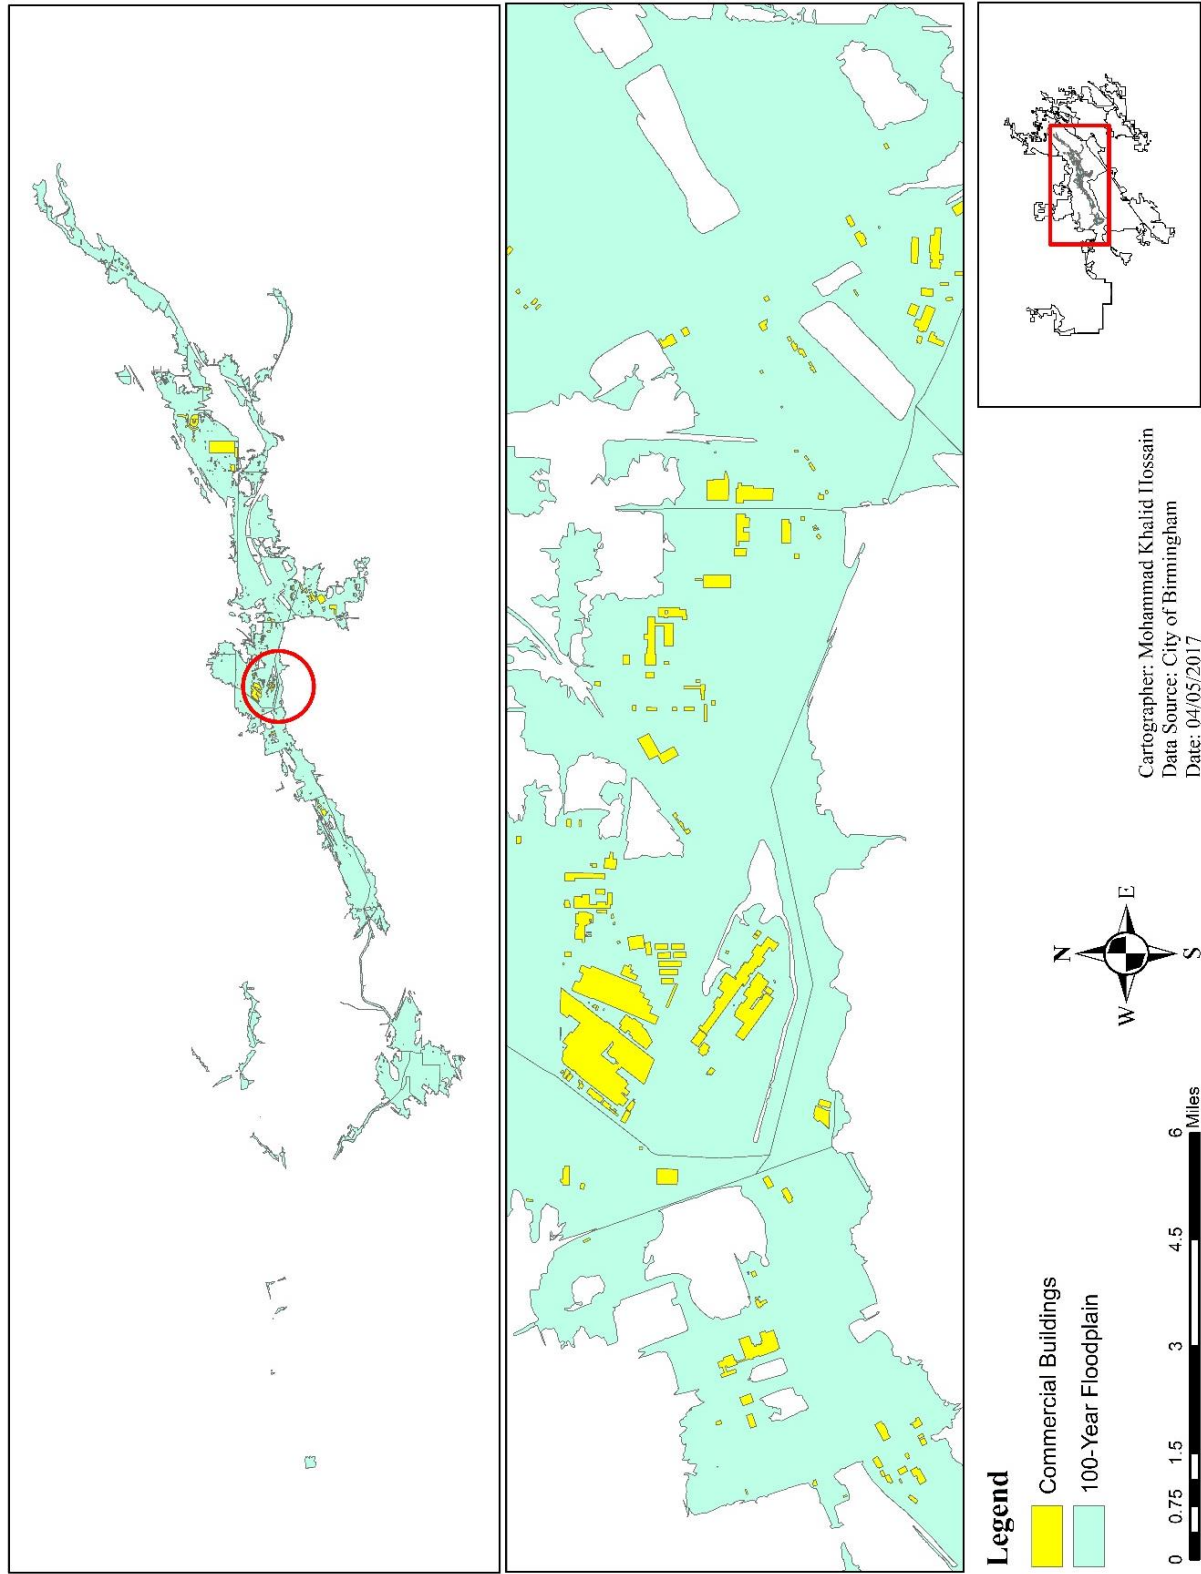 Legend
Commercial Buildings
100-Year Floodplain
0 0.75 1.5 3 4.5 6
Miles
N
W E
S
Cartographer: Mohammad Khalid Hossain
Data Source: City of Birmingham
Date: 04/05/2017